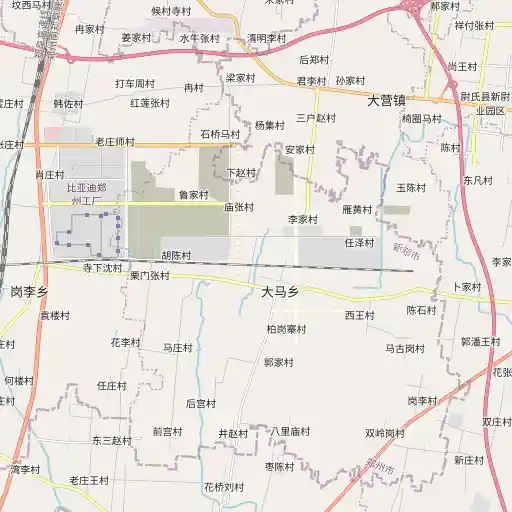 坟西马村
候村寺村
宋家村
郝家村
祥付张村
冉家村
姜家村
水牛张村
清明李村
后郑村
尚王村
梁家村
君李村
孙家村
打车周村
冉村
大营镇
尉氏县新尉
业园区
韩佐村
红莲张村
三户赵村
椅圈马村
杨集村
石桥马村
老庄师村
安家村
陈村
肖庄村
下赵村
东凡村
比亚迪郑
州工厂
鲁家村
玉陈村
庙张村
雁黄村
李家村
任泽村
新郑市
胡陈村
寺下沈村
栗门张村
岗李乡
大马乡
卜家村
袁楼村
西王村
陈石村
柏岗寨村
花李村
马庄村
马古岗村
郭潘王村
郭家村
何楼村
任庄村
岗李村
后宫村
双庄村
前宫村
井赵村
八里庙村
双岭岗村
东三赵村
湾李村
枣陈村
郑州市
新庄村
老庄王村
花桥刘村